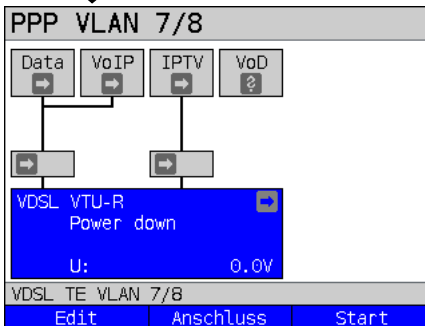 PPP VLAN 7/8
Data VoIP IPTV VoD
VDSL VTU-R
Power down
U: 0.0V
VDSL TE VLAN 7/8
Edit Anschluss Start